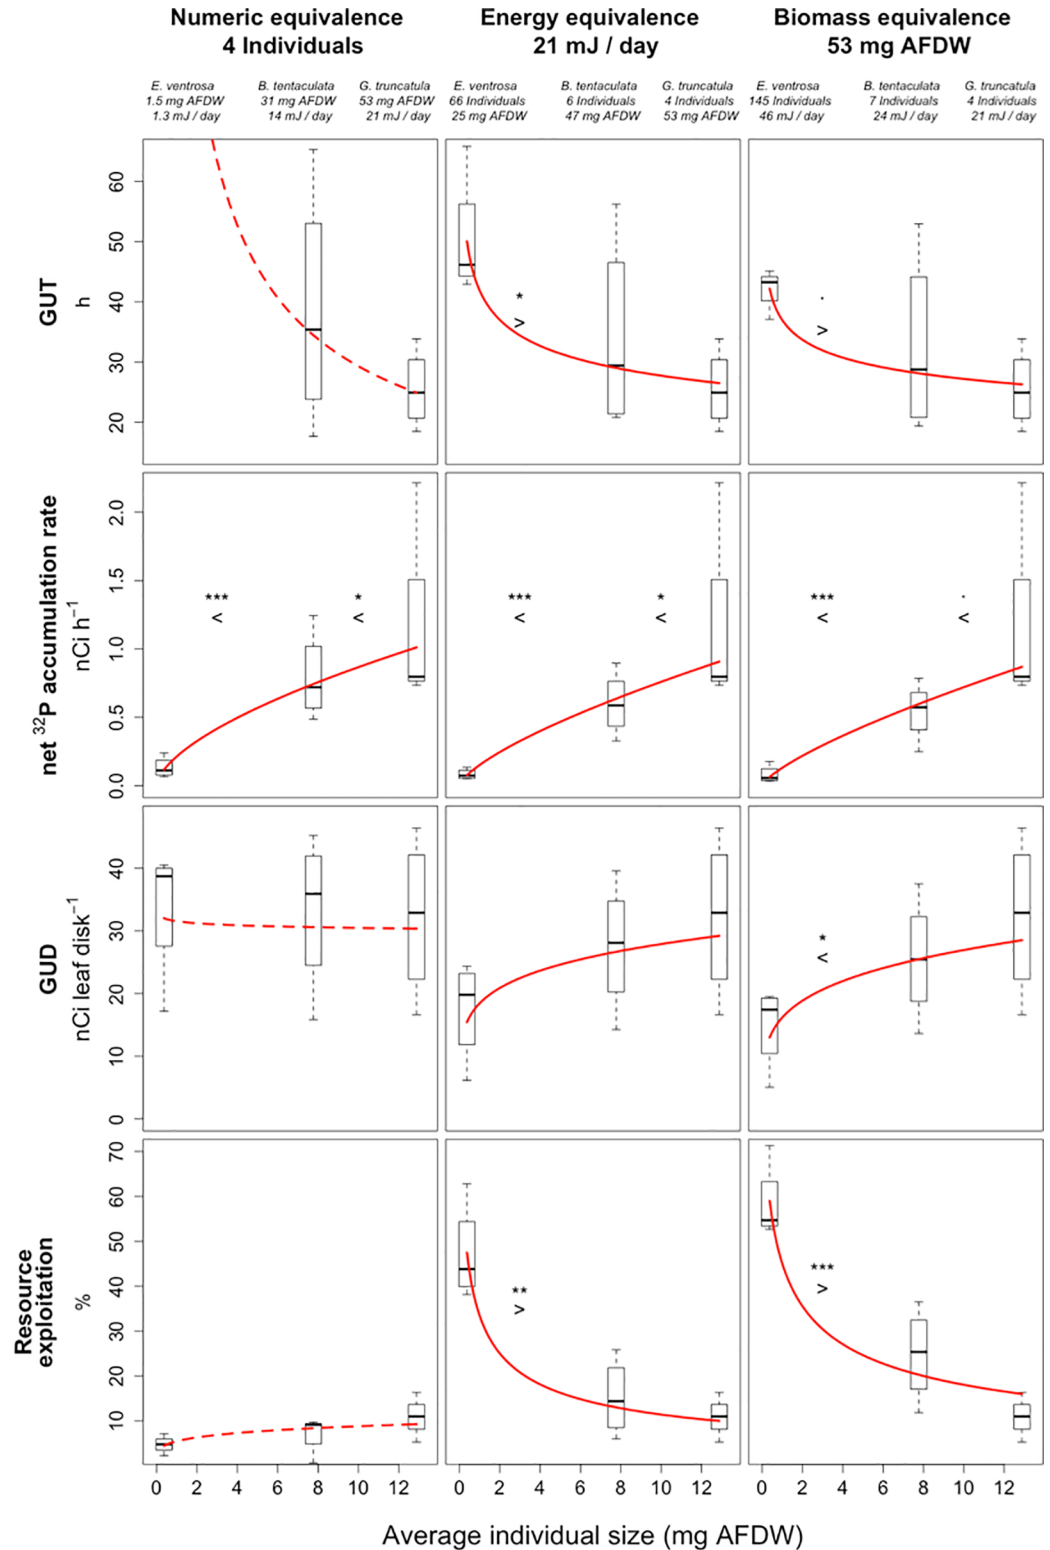 Numeric equivalence
4 Individuals
Energy equivalence
21 mJ / day
Biomass equivalence
53 mg AFDW
E. ventrosa
1.5 mg AFDW
1.3 mJ / day
B. tentaculata
31 mg AFDW
14 mJ / day
G. truncatula
53 mg AFDW
21 mJ / day
E. ventrosa
66 Individuals
25 mg AFDW
B. tentaculata
6 Individuals
47 mg AFDW
G. truncatula
4 Individuals
53 mg AFDW
E. ventrosa
145 Individuals
46 mJ / day
B. tentaculata
7 Individuals
24 mJ / day
G. truncatula
4 Individuals
21 mJ / day
GUT
h
60
50
40
30
20
*
>
.
>
net ³²P accumulation rate
nCi h⁻¹
2.0
1.5
1.0
0.5
0.0
*** *
< <
*** *
< <
*** .
< <
GUD
nCi leaf disk⁻¹
40
30
20
10
0
*
<
Resource
exploitation
%
70
60
50
40
30
20
10
**
>
***
>
0 2 4 6 8 10 12
0 2 4 6 8 10 12
0 2 4 6 8 10 12
Average individual size (mg AFDW)